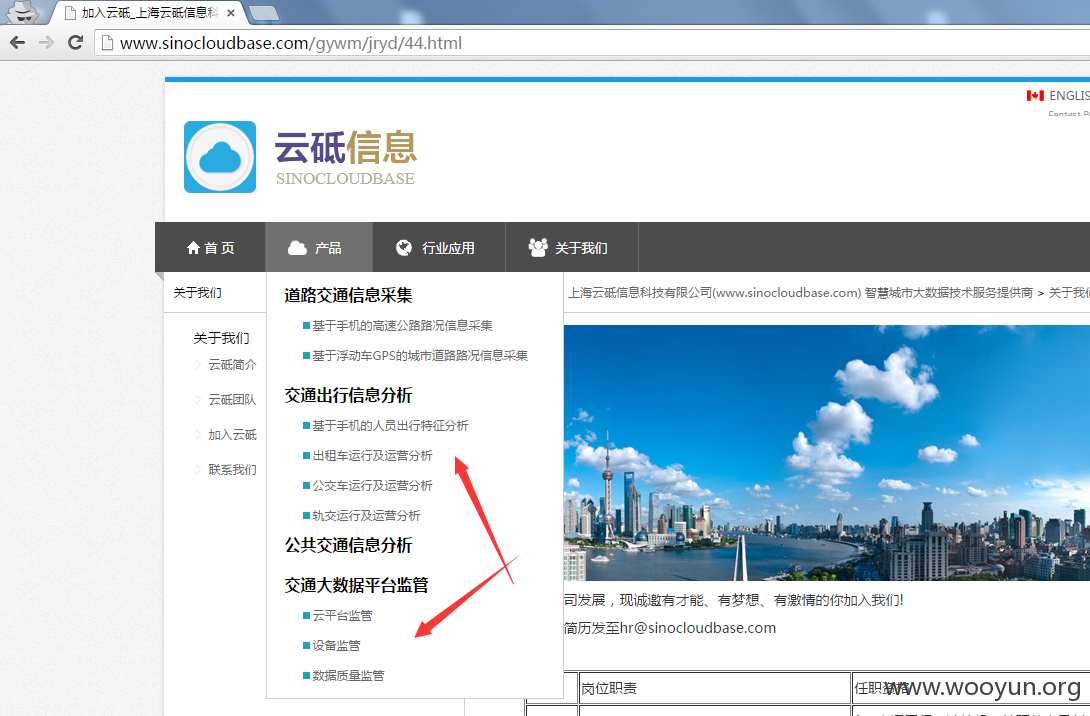 加入云砥_上海云砥信息科
www.sinocloudbase.com/gywm/jryd/44.html
ENGLIS
Contact
云砥信息
SINOCLOUDBASE
首 页
产品
行业应用
关于我们
关于我们
上海云砥信息科技有限公司(www.sinocloudbase.com) 智慧城市大数据技术服务提供商 > 关于我们
关于我们
云砥简介
云砥团队
加入云砥
联系我们
道路交通信息采集
基于手机的高速公路路况信息采集
基于浮动车GPS的城市道路路况信息采集
交通出行信息分析
基于手机的人员出行特征分析
出租车运行及运营分析
公交车运行及运营分析
轨交运行及运营分析
公共交通信息分析
交通大数据平台监管
云平台监管
设备监管
数据质量监管
司发展，现诚邀有才能、有梦想、有激情的你加入我们!
简历发至hr@sinocloudbase.com
岗位职责
任职资格
www.wooyun.org